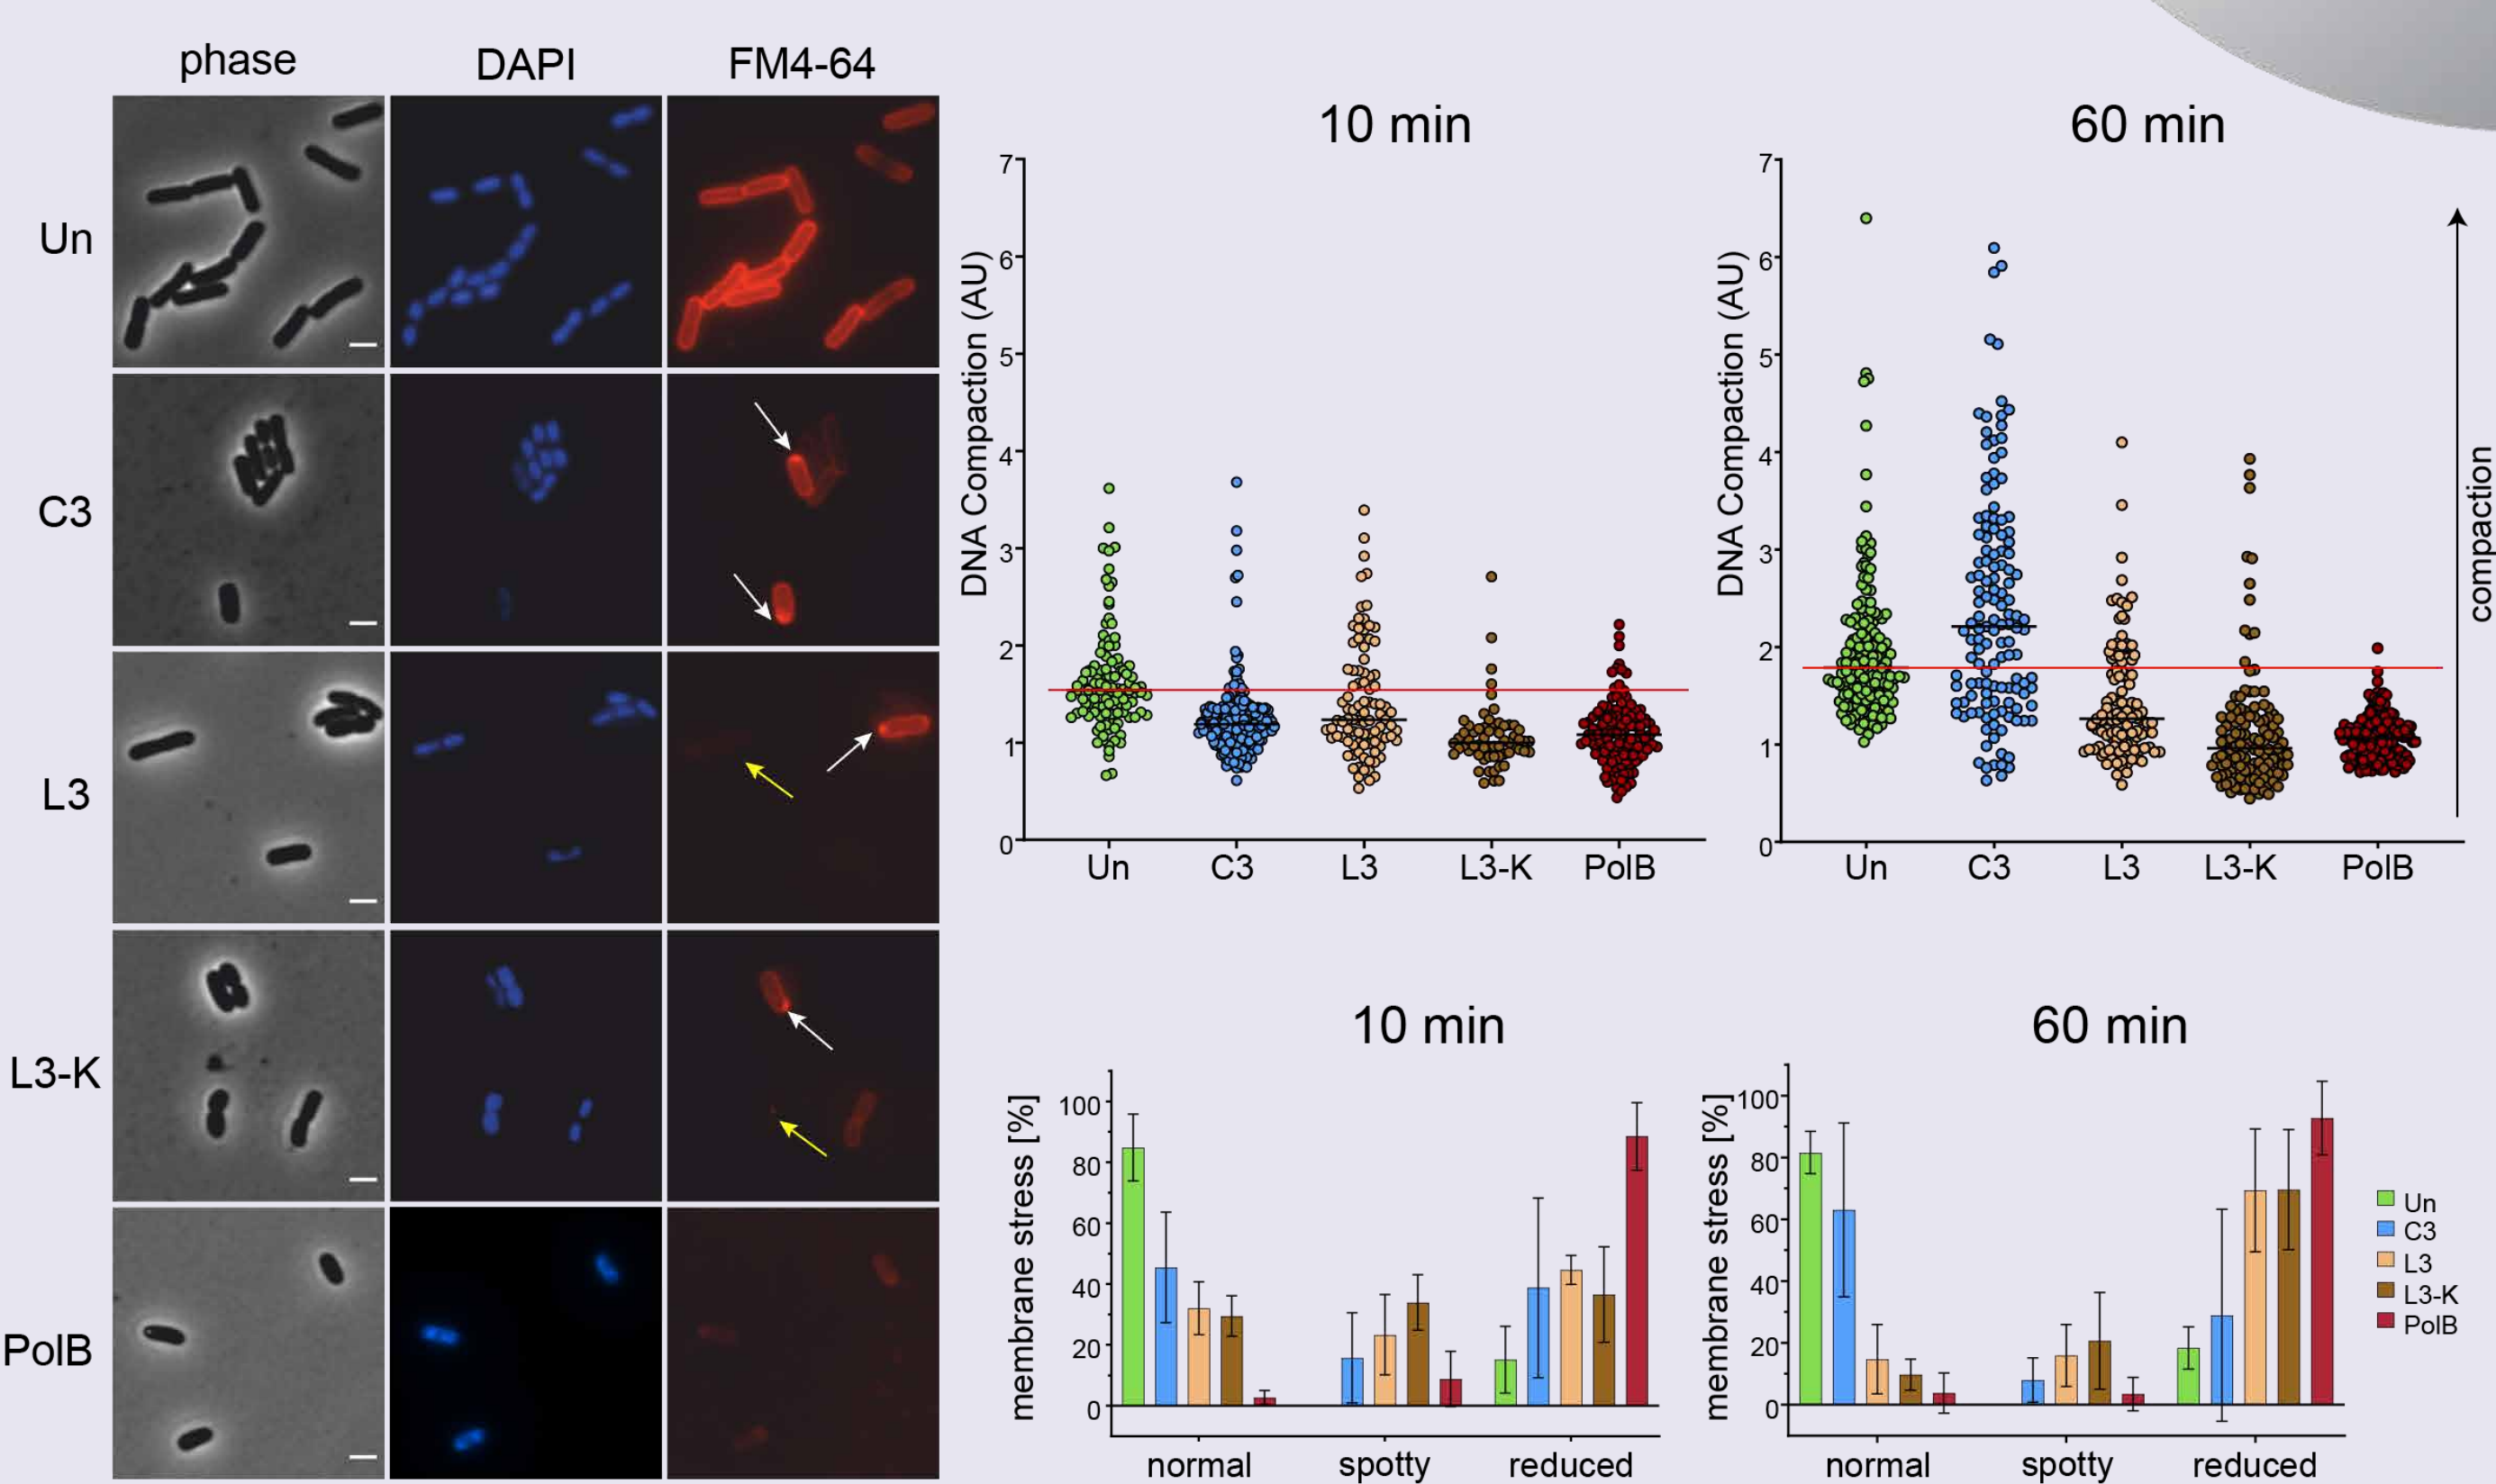 phase DAPI FM4-64
Un
C3
L3
L3-K
PolB
10 min
DNA Compaction (AU)
7
6
5
4
3
2
1
0
Un C3 L3 L3-K PolB
60 min
DNA Compaction (AU)
7
6
5
4
3
2
1
0
Un C3 L3 L3-K PolB
compaction
10 min
membrane stress [%]
100
80
60
40
20
0
normal spotty reduced
60 min
membrane stress [%]
100
80
60
40
20
0
normal spotty reduced
Un
C3
L3
L3-K
PolB